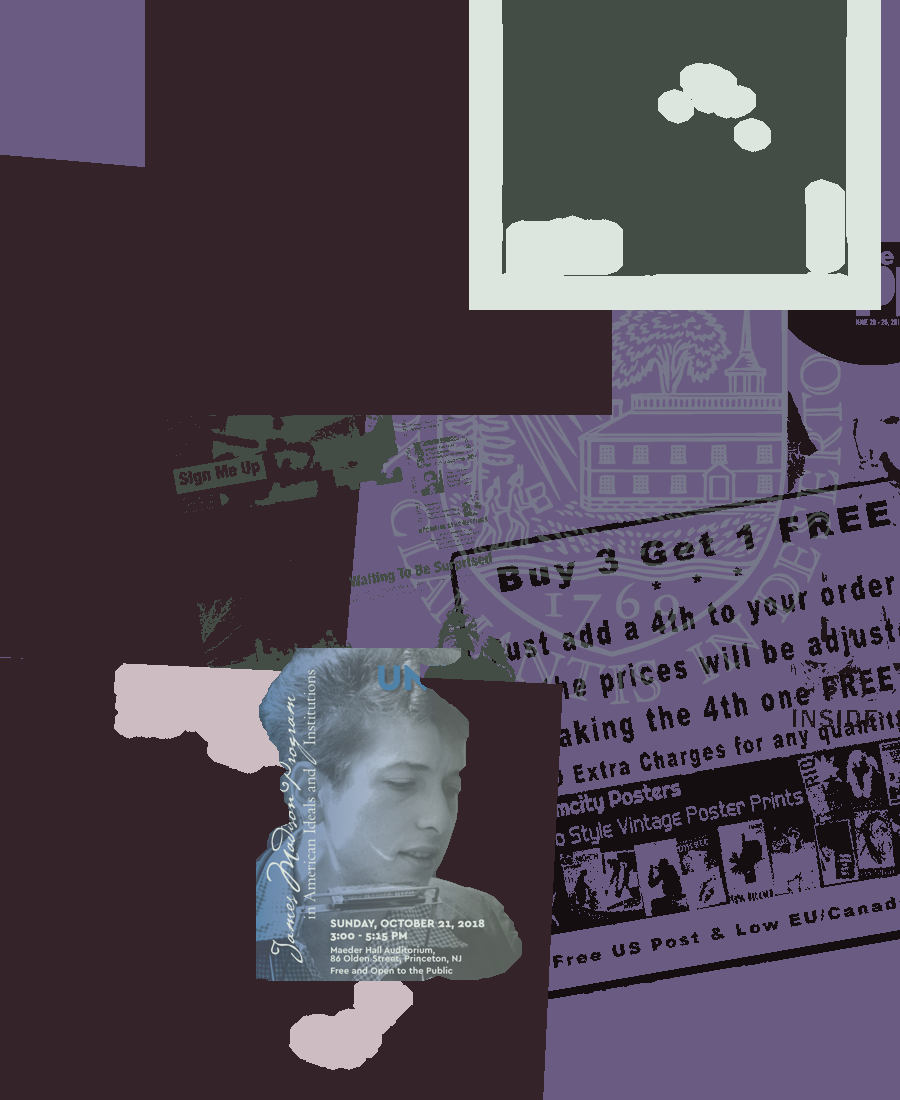 Sign Me Up
Waiting To Be Surprised
Buy 3 Get 1 FREE
* * *
ust add a 4th to your order
he prices will be adjuste
aking the 4th one FREE
INSIDE
Extra Charges for any quantit
mcity Posters
o Style Vintage Poster Prints
Free US Post & Low EU/Canad
1769
IN DESERTO
UN
James Madison Program
in American Ideals and Institutions
SUNDAY, OCTOBER 21, 2018
3:00 - 5:15 PM
Maeder Hall Auditorium,
86 Olden Street, Princeton, NJ
Free and Open to the Public